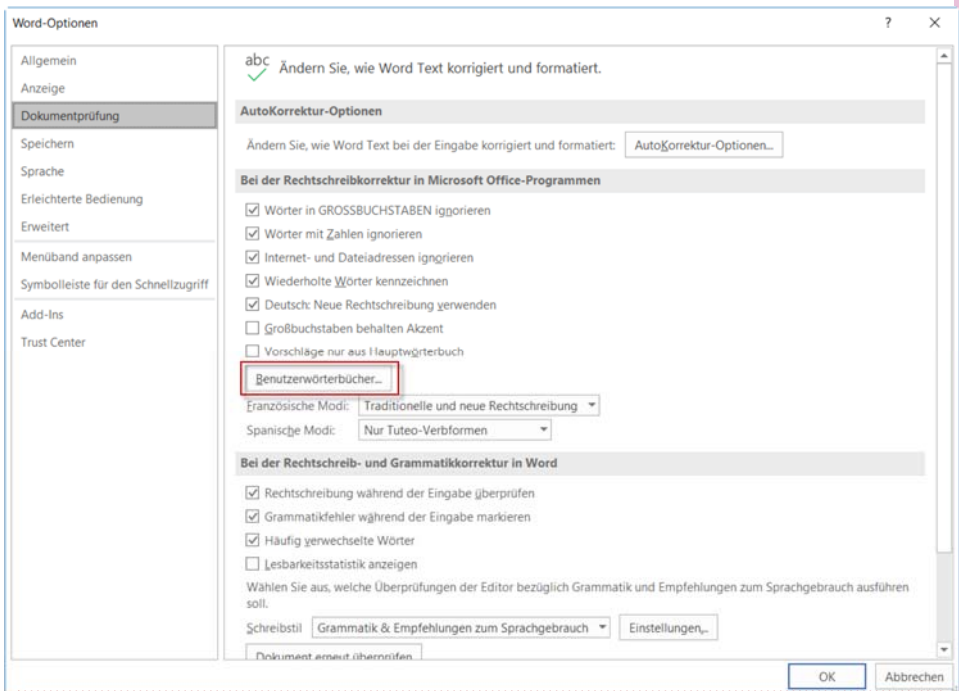 Word-Optionen
?
Allgemein
Anzeige
Dokumentprüfung
Speichern
Sprache
Erleichterte Bedienung
Erweitert
Menüband anpassen
Symbolleiste für den Schnellzugriff
Add-Ins
Trust Center
abc
Ändern Sie, wie Word Text korrigiert und formatiert.
AutoKorrektur-Optionen
Ändern Sie, wie Word Text bei der Eingabe korrigiert und formatiert: AutoKorrektur-Optionen...
Bei der Rechtschreibkorrektur in Microsoft Office-Programmen
Wörter in GROSSBUCHSTABEN ignorieren
Wörter mit Zahlen ignorieren
Internet- und Dateiadressen ignorieren
Wiederholte Wörter kennzeichnen
Deutsch: Neue Rechtschreibung verwenden
Großbuchstaben behalten Akzent
Vorschläge nur aus Hauptwörterbuch
Benutzerwörterbücher...
Französische Modi: Traditionelle und neue Rechtschreibung
Spanische Modi: Nur Tuteo-Verbformen
Bei der Rechtschreib- und Grammatikkorrektur in Word
Rechtschreibung während der Eingabe überprüfen
Grammatikfehler während der Eingabe markieren
Häufig verwechselte Wörter
Lesbarkeitsstatistik anzeigen
Wählen Sie aus, welche Überprüfungen der Editor bezüglich Grammatik und Empfehlungen zum Sprachgebrauch ausführen
soll.
Schreibstil Grammatik & Empfehlungen zum Sprachgebrauch Einstellungen...
Dokument erneut überprüfen
OK Abbrechen